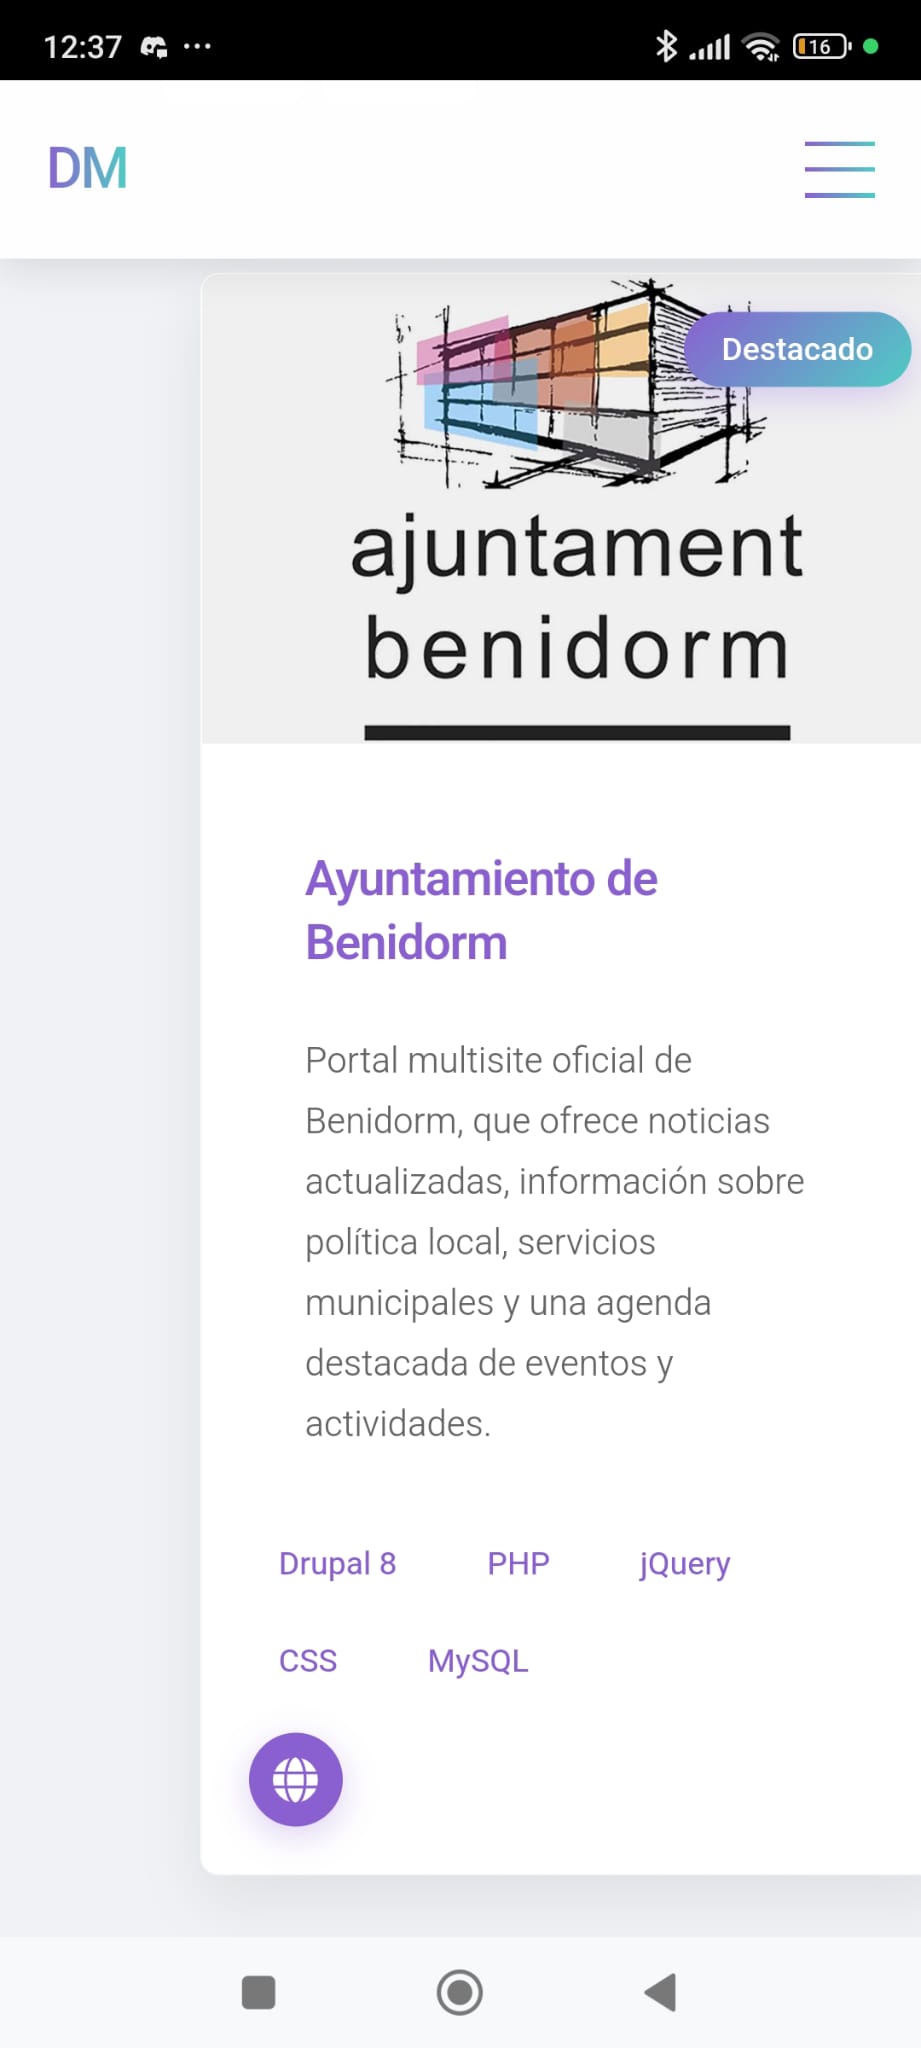 12:37
16
DM
Destacado
ajuntament
benidorm
Ayuntamiento de
Benidorm
Portal multisite oficial de
Benidorm, que ofrece noticias
actualizadas, información sobre
política local, servicios
municipales y una agenda
destacada de eventos y
actividades.
Drupal 8 PHP jQuery
CSS MySQL